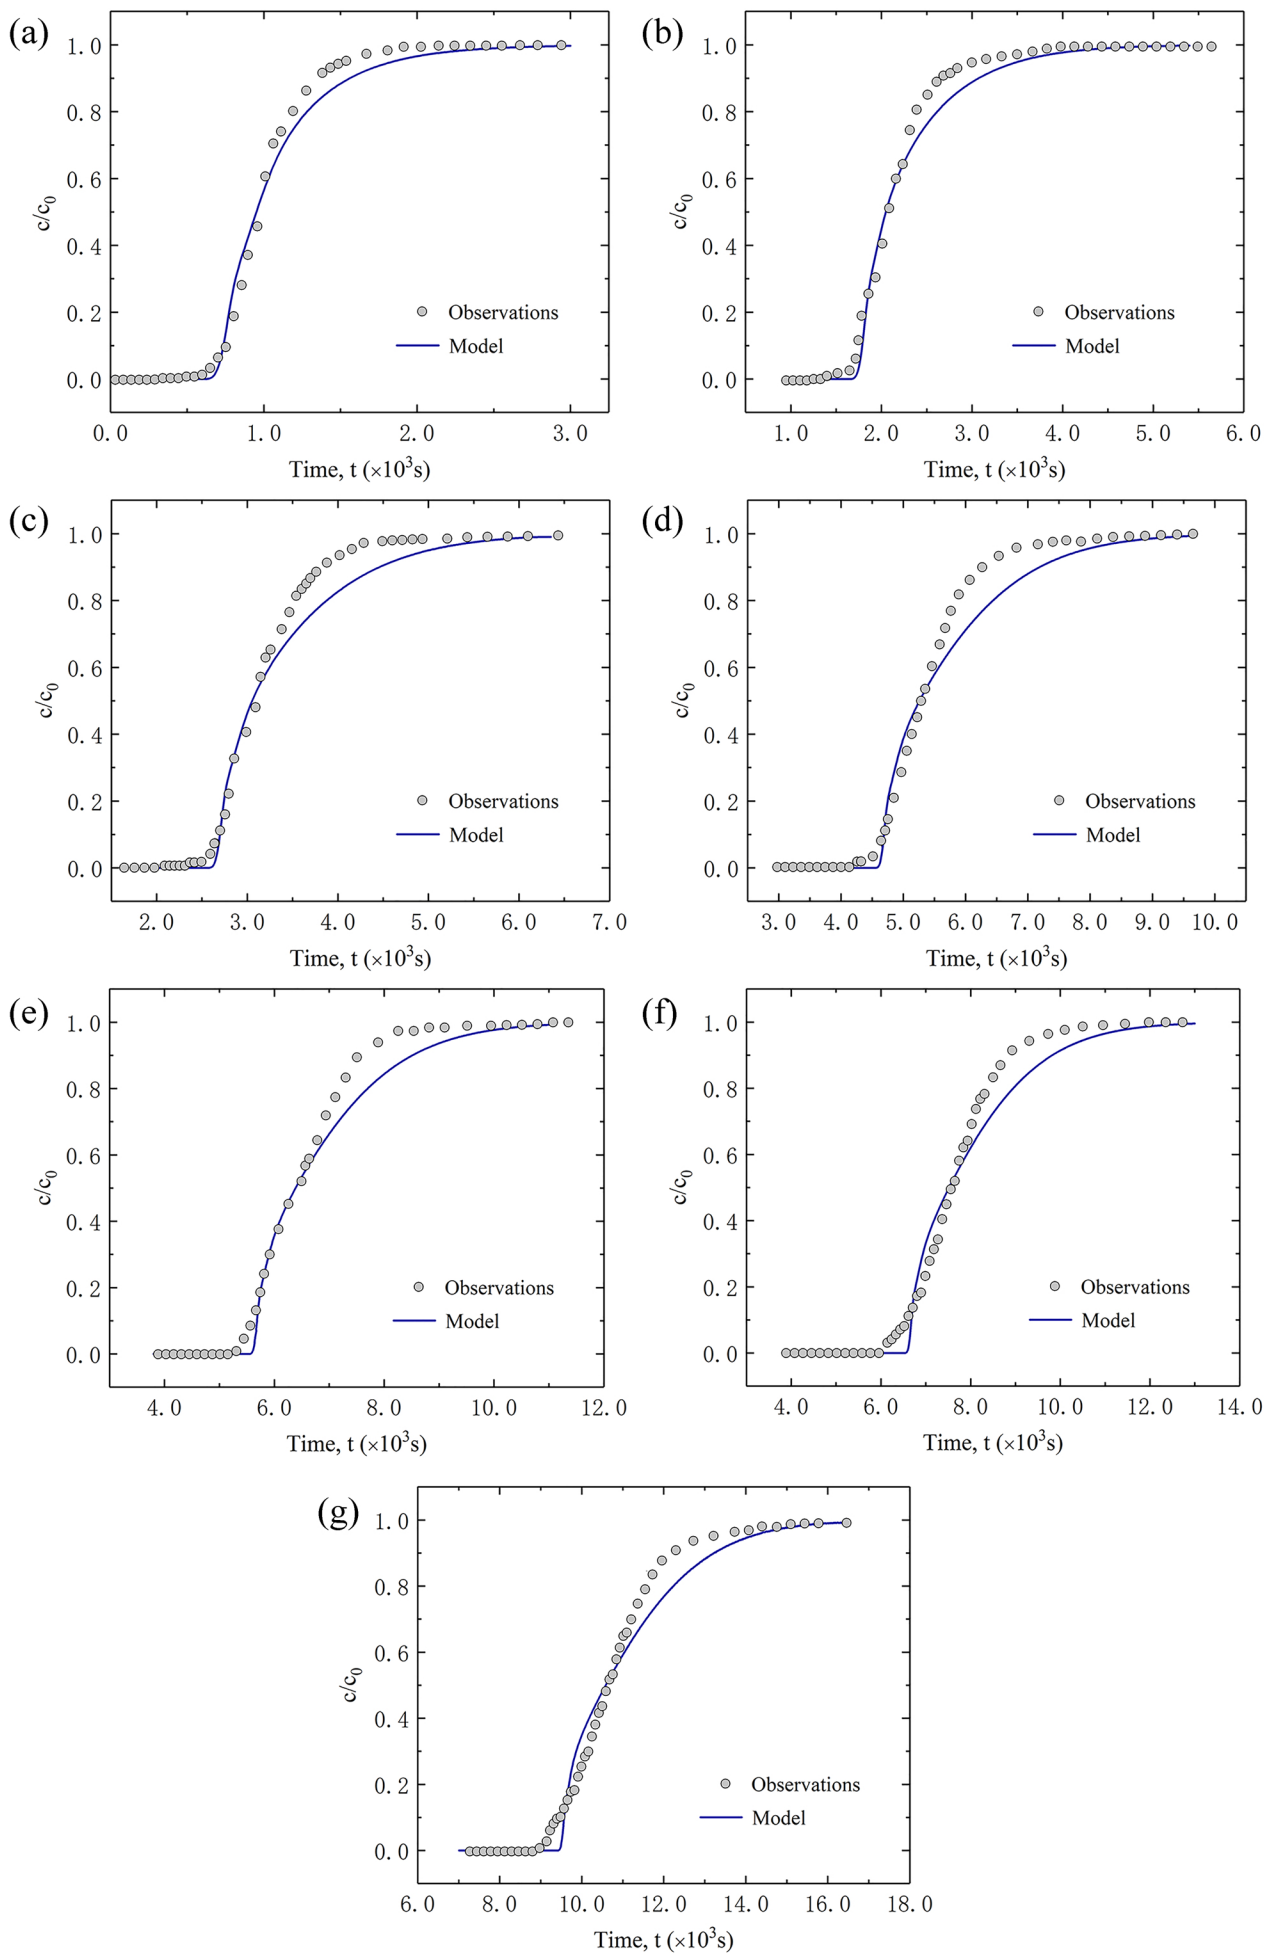 (a)
1.0
0.8
0.6
0.4
0.2
0.0
c/c0
Observations
Model
0.0 1.0 2.0 3.0
Time, t (×10³s)
(b)
1.0
0.8
0.6
0.4
0.2
0.0
c/c0
Observations
Model
1.0 2.0 3.0 4.0 5.0 6.0
Time, t (×10³s)
(c)
1.0
0.8
0.6
0.4
0.2
0.0
c/c0
Observations
Model
2.0 3.0 4.0 5.0 6.0 7.0
Time, t (×10³s)
(d)
1.0
0.8
0.6
0.4
0.2
0.0
c/c0
Observations
Model
3.0 4.0 5.0 6.0 7.0 8.0 9.0 10.0
Time, t (×10³s)
(e)
1.0
0.8
0.6
0.4
0.2
0.0
c/c0
Observations
Model
4.0 6.0 8.0 10.0 12.0
Time, t (×10³s)
(f)
1.0
0.8
0.6
0.4
0.2
0.0
c/c0
Observations
Model
4.0 6.0 8.0 10.0 12.0 14.0
Time, t (×10³s)
(g)
1.0
0.8
0.6
0.4
0.2
0.0
c/c0
Observations
Model
6.0 8.0 10.0 12.0 14.0 16.0 18.0
Time, t (×10³s)